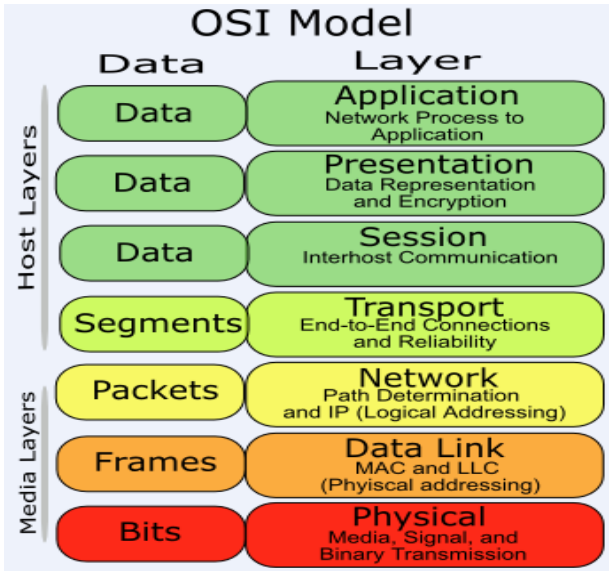 OSI Model
Data Layer
Host Layers
Data
Application
Network Process to
Application
Data
Presentation
Data Representation
and Encryption
Data
Session
Interhost Communication
Segments
Transport
End-to-End Connections
and Reliability
Media Layers
Packets
Network
Path Determination
and IP (Logical Addressing)
Frames
Data Link
MAC and LLC
(Phyiscal addressing)
Bits
Physical
Media, Signal, and
Binary Transmission